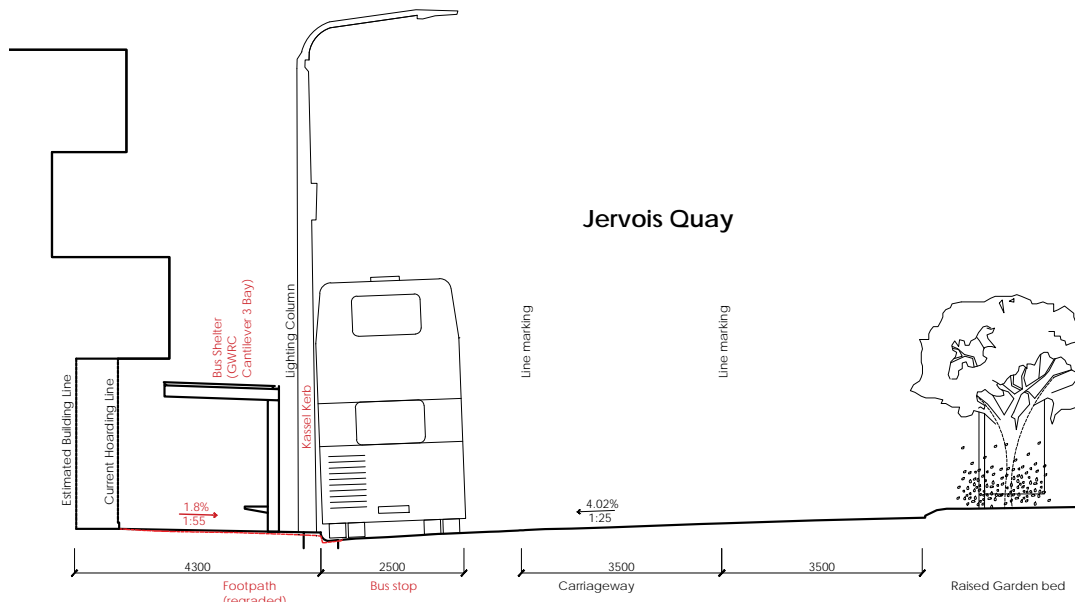 Jervois Quay
Estimated Building Line
Current Hoarding Line
Bus Shelter
(GWRC
Cantilever 3 Bay)
Lighting Column
Kassel Kerb
Line marking
Line marking
1.8%
1:55
4.02%
1:25
4300
2500
3500
3500
Footpath
(regraded)
Bus stop
Carriageway
Raised Garden bed